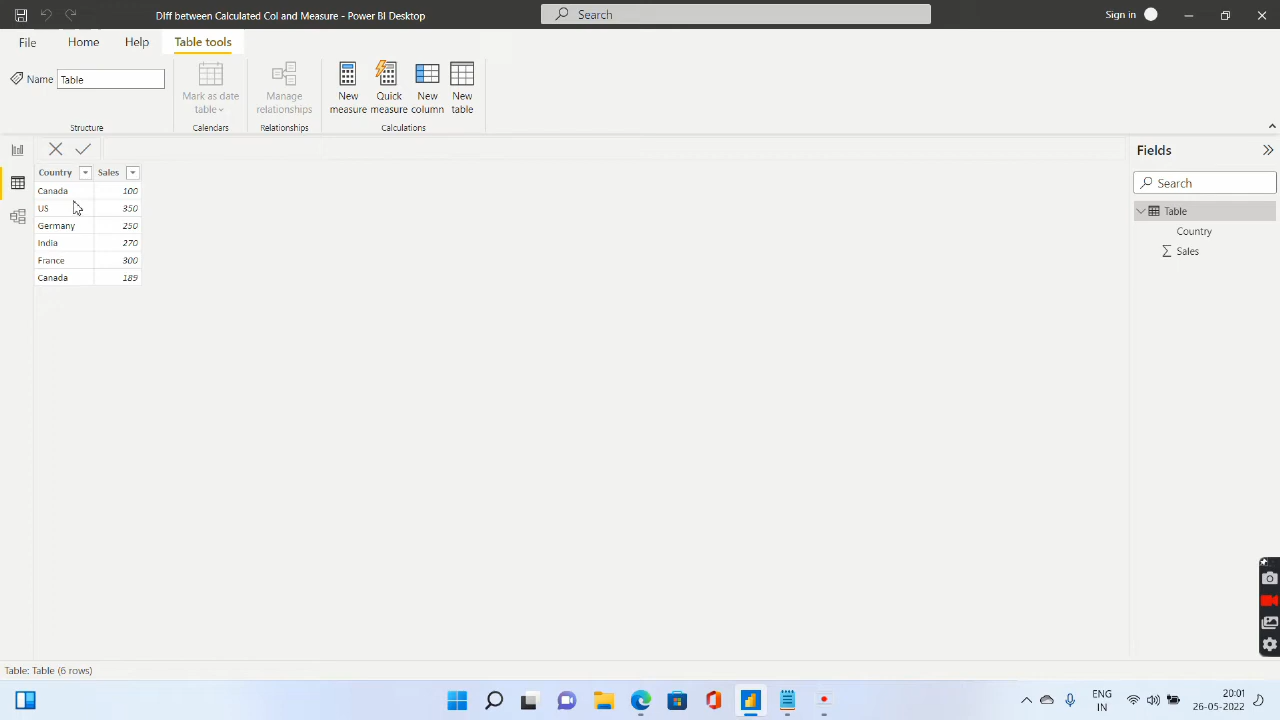 DIff between Calculated Col and Measure - Power BI Desktop
Search
Sign in
File
Home
Help
Table tools
Name
Table
Mark as date
table
Manage
relationships
New
measure
Quick
measure
New
column
New
table
Structure
Calendars
Relationships
Calculations
Country
Sales
Canada 100
US 350
Germany 250
India 270
France 300
Canada 189
Fields
Search
Table
Country
Sales
Table: Table (6 rows)
ENG
IN
20:01
26-05-2022